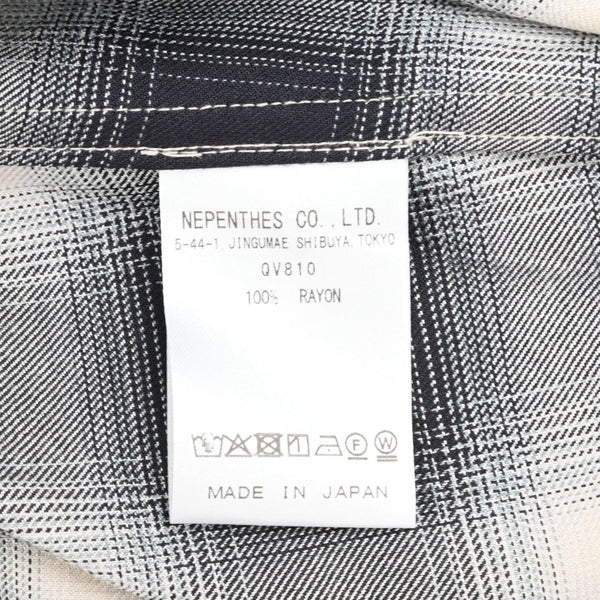 NEPENTHES CO.,LTD.
5-44-1, JINGUMAE SHIBUYA, TOKYO
QV810
100% RAYON
F W
MADE IN JAPAN